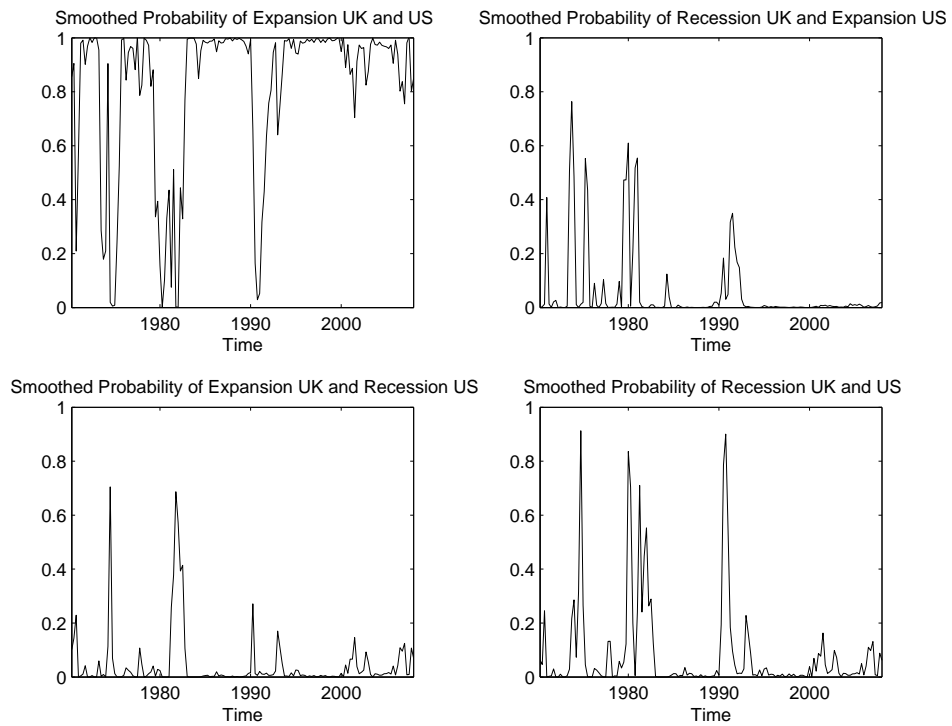 Smoothed Probability of Expansion UK and US
1
0.8
0.6
0.4
0.2
0
1980 1990 2000
Time
Smoothed Probability of Recession UK and Expansion US
1
0.8
0.6
0.4
0.2
0
1980 1990 2000
Time
Smoothed Probability of Expansion UK and Recession US
1
0.8
0.6
0.4
0.2
0
1980 1990 2000
Time
Smoothed Probability of Recession UK and US
1
0.8
0.6
0.4
0.2
0
1980 1990 2000
Time